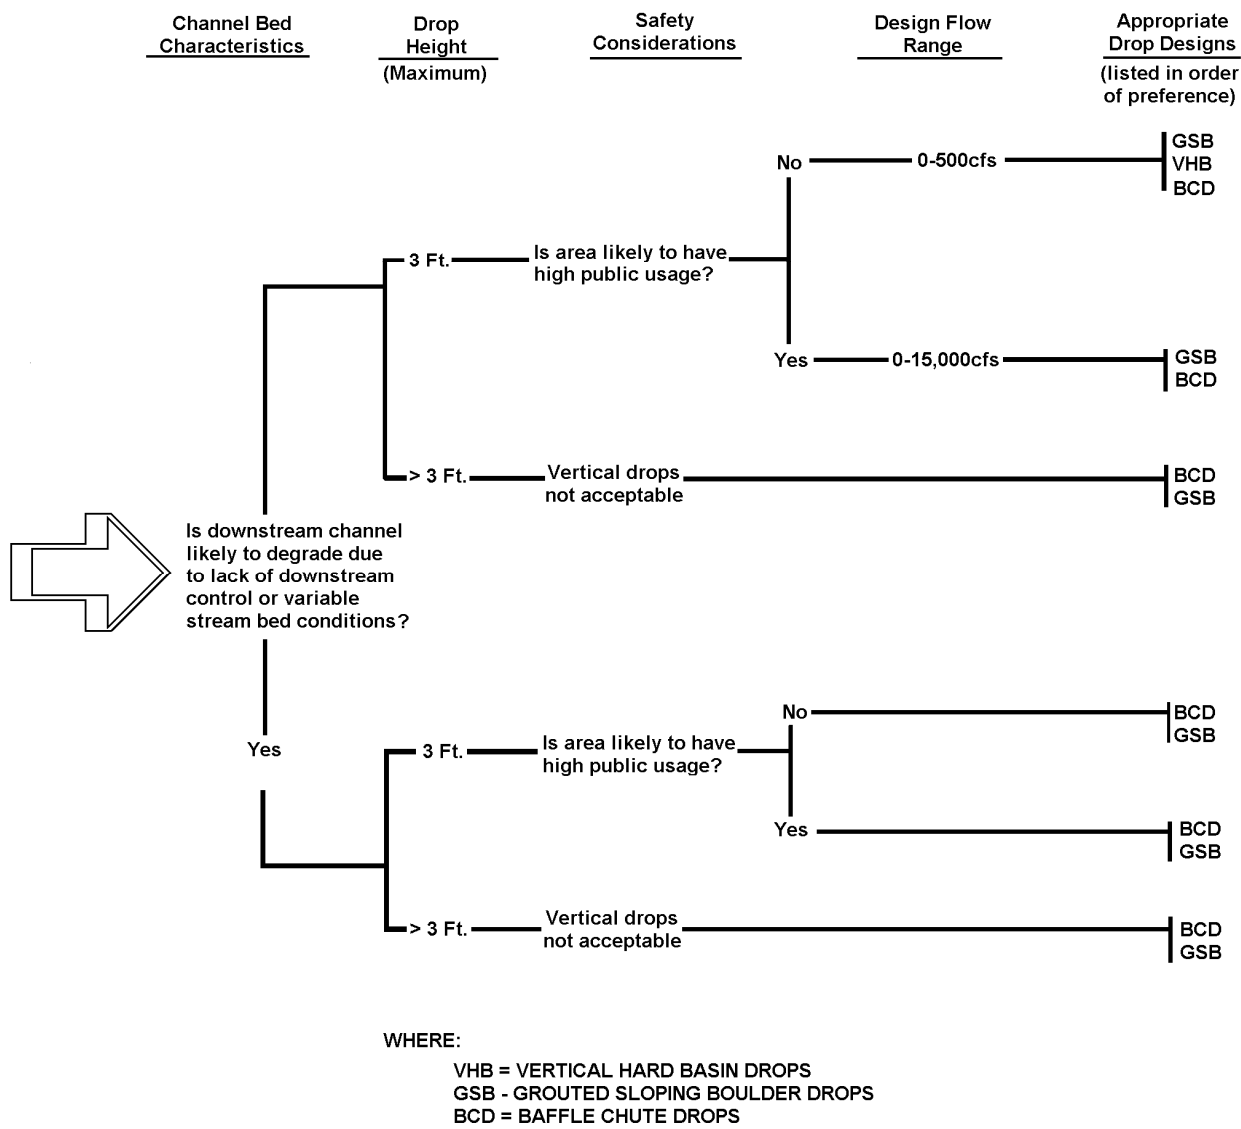 Channel Bed
Characteristics
Drop
Height
(Maximum)
Safety
Considerations
Design Flow
Range
Appropriate
Drop Designs
(listed in order
of preference)
No
0-500cfs
GSB
VHB
BCD
3 Ft.
Is area likely to have
high public usage?
Yes
0-15,000cfs
GSB
BCD
> 3 Ft.
Vertical drops
not acceptable
BCD
GSB
Is downstream channel
likely to degrade due
to lack of downstream
control or variable
stream bed conditions?
Yes
3 Ft.
Is area likely to have
high public usage?
No
BCD
GSB
Yes
BCD
GSB
> 3 Ft.
Vertical drops
not acceptable
BCD
GSB
WHERE:
VHB = VERTICAL HARD BASIN DROPS
GSB - GROUTED SLOPING BOULDER DROPS
BCD = BAFFLE CHUTE DROPS